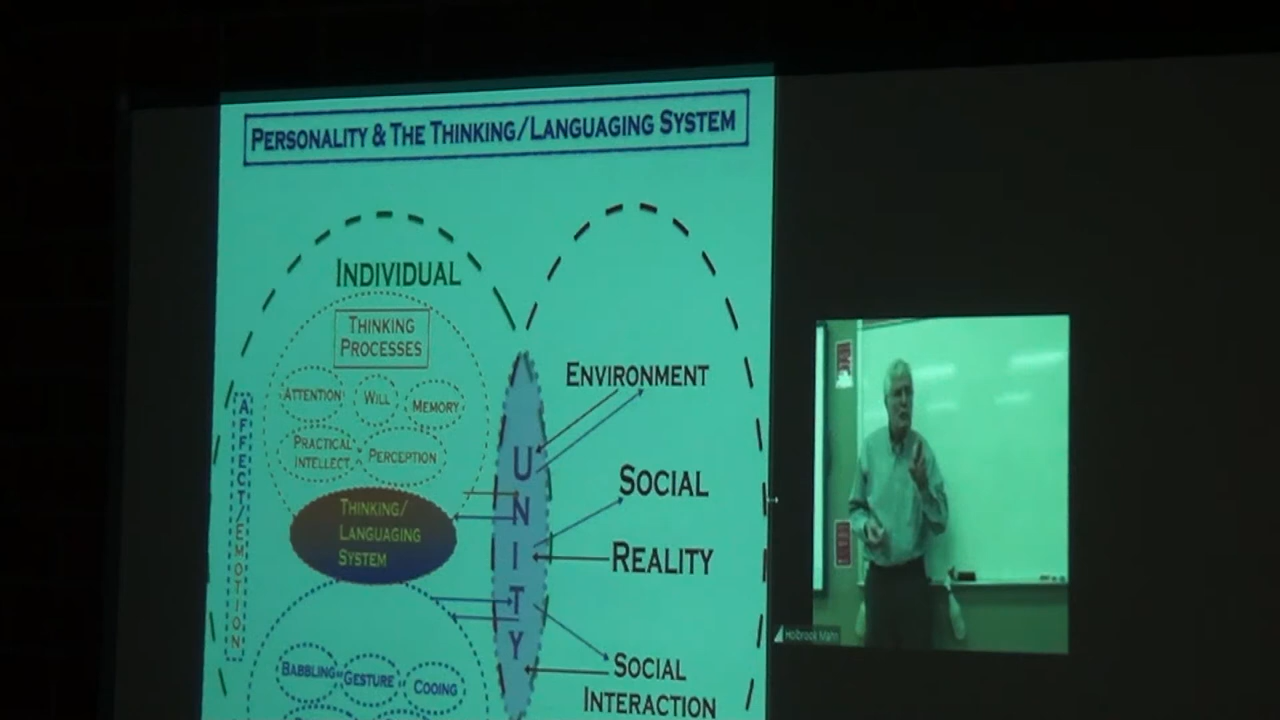 PERSONALITY & THE THINKING/LANGUAGING SYSTEM
INDIVIDUAL
THINKING
PROCESSES
ATTENTION
WILL
MEMORY
PRACTICAL
INTELLECT
PERCEPTION
AFFECT/EMOTION
THINKING/
LANGUAGING
SYSTEM
BABBLING
GESTURE
COOING
UNITY
ENVIRONMENT
SOCIAL
REALITY
SOCIAL
INTERACTION
Holbrook Mahn